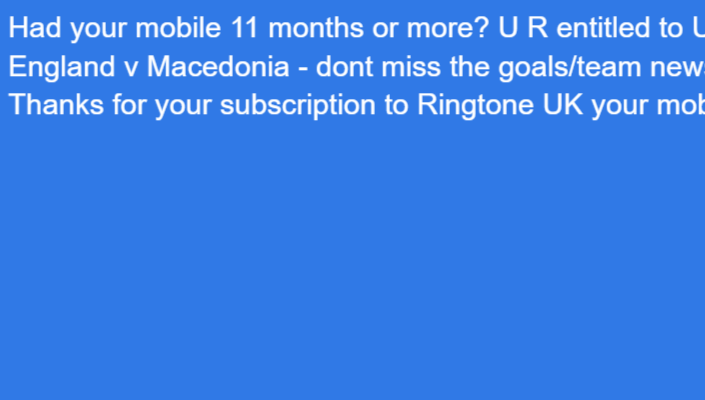 Had your mobile 11 months or more? U R entitled to
England v Macedonia - dont miss the goals/team news
Thanks for your subscription to Ringtone UK your mob